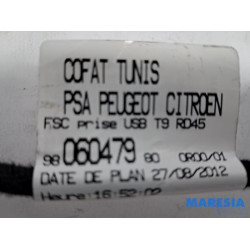 COFAT TUNIS
PSA PEUGEOT CITROEN
FSC prise USB T9 RD45
98 060479 80 OR00/01
DATE DE PLAN 27/08/2012
Heure:16:52:02
MARESIA